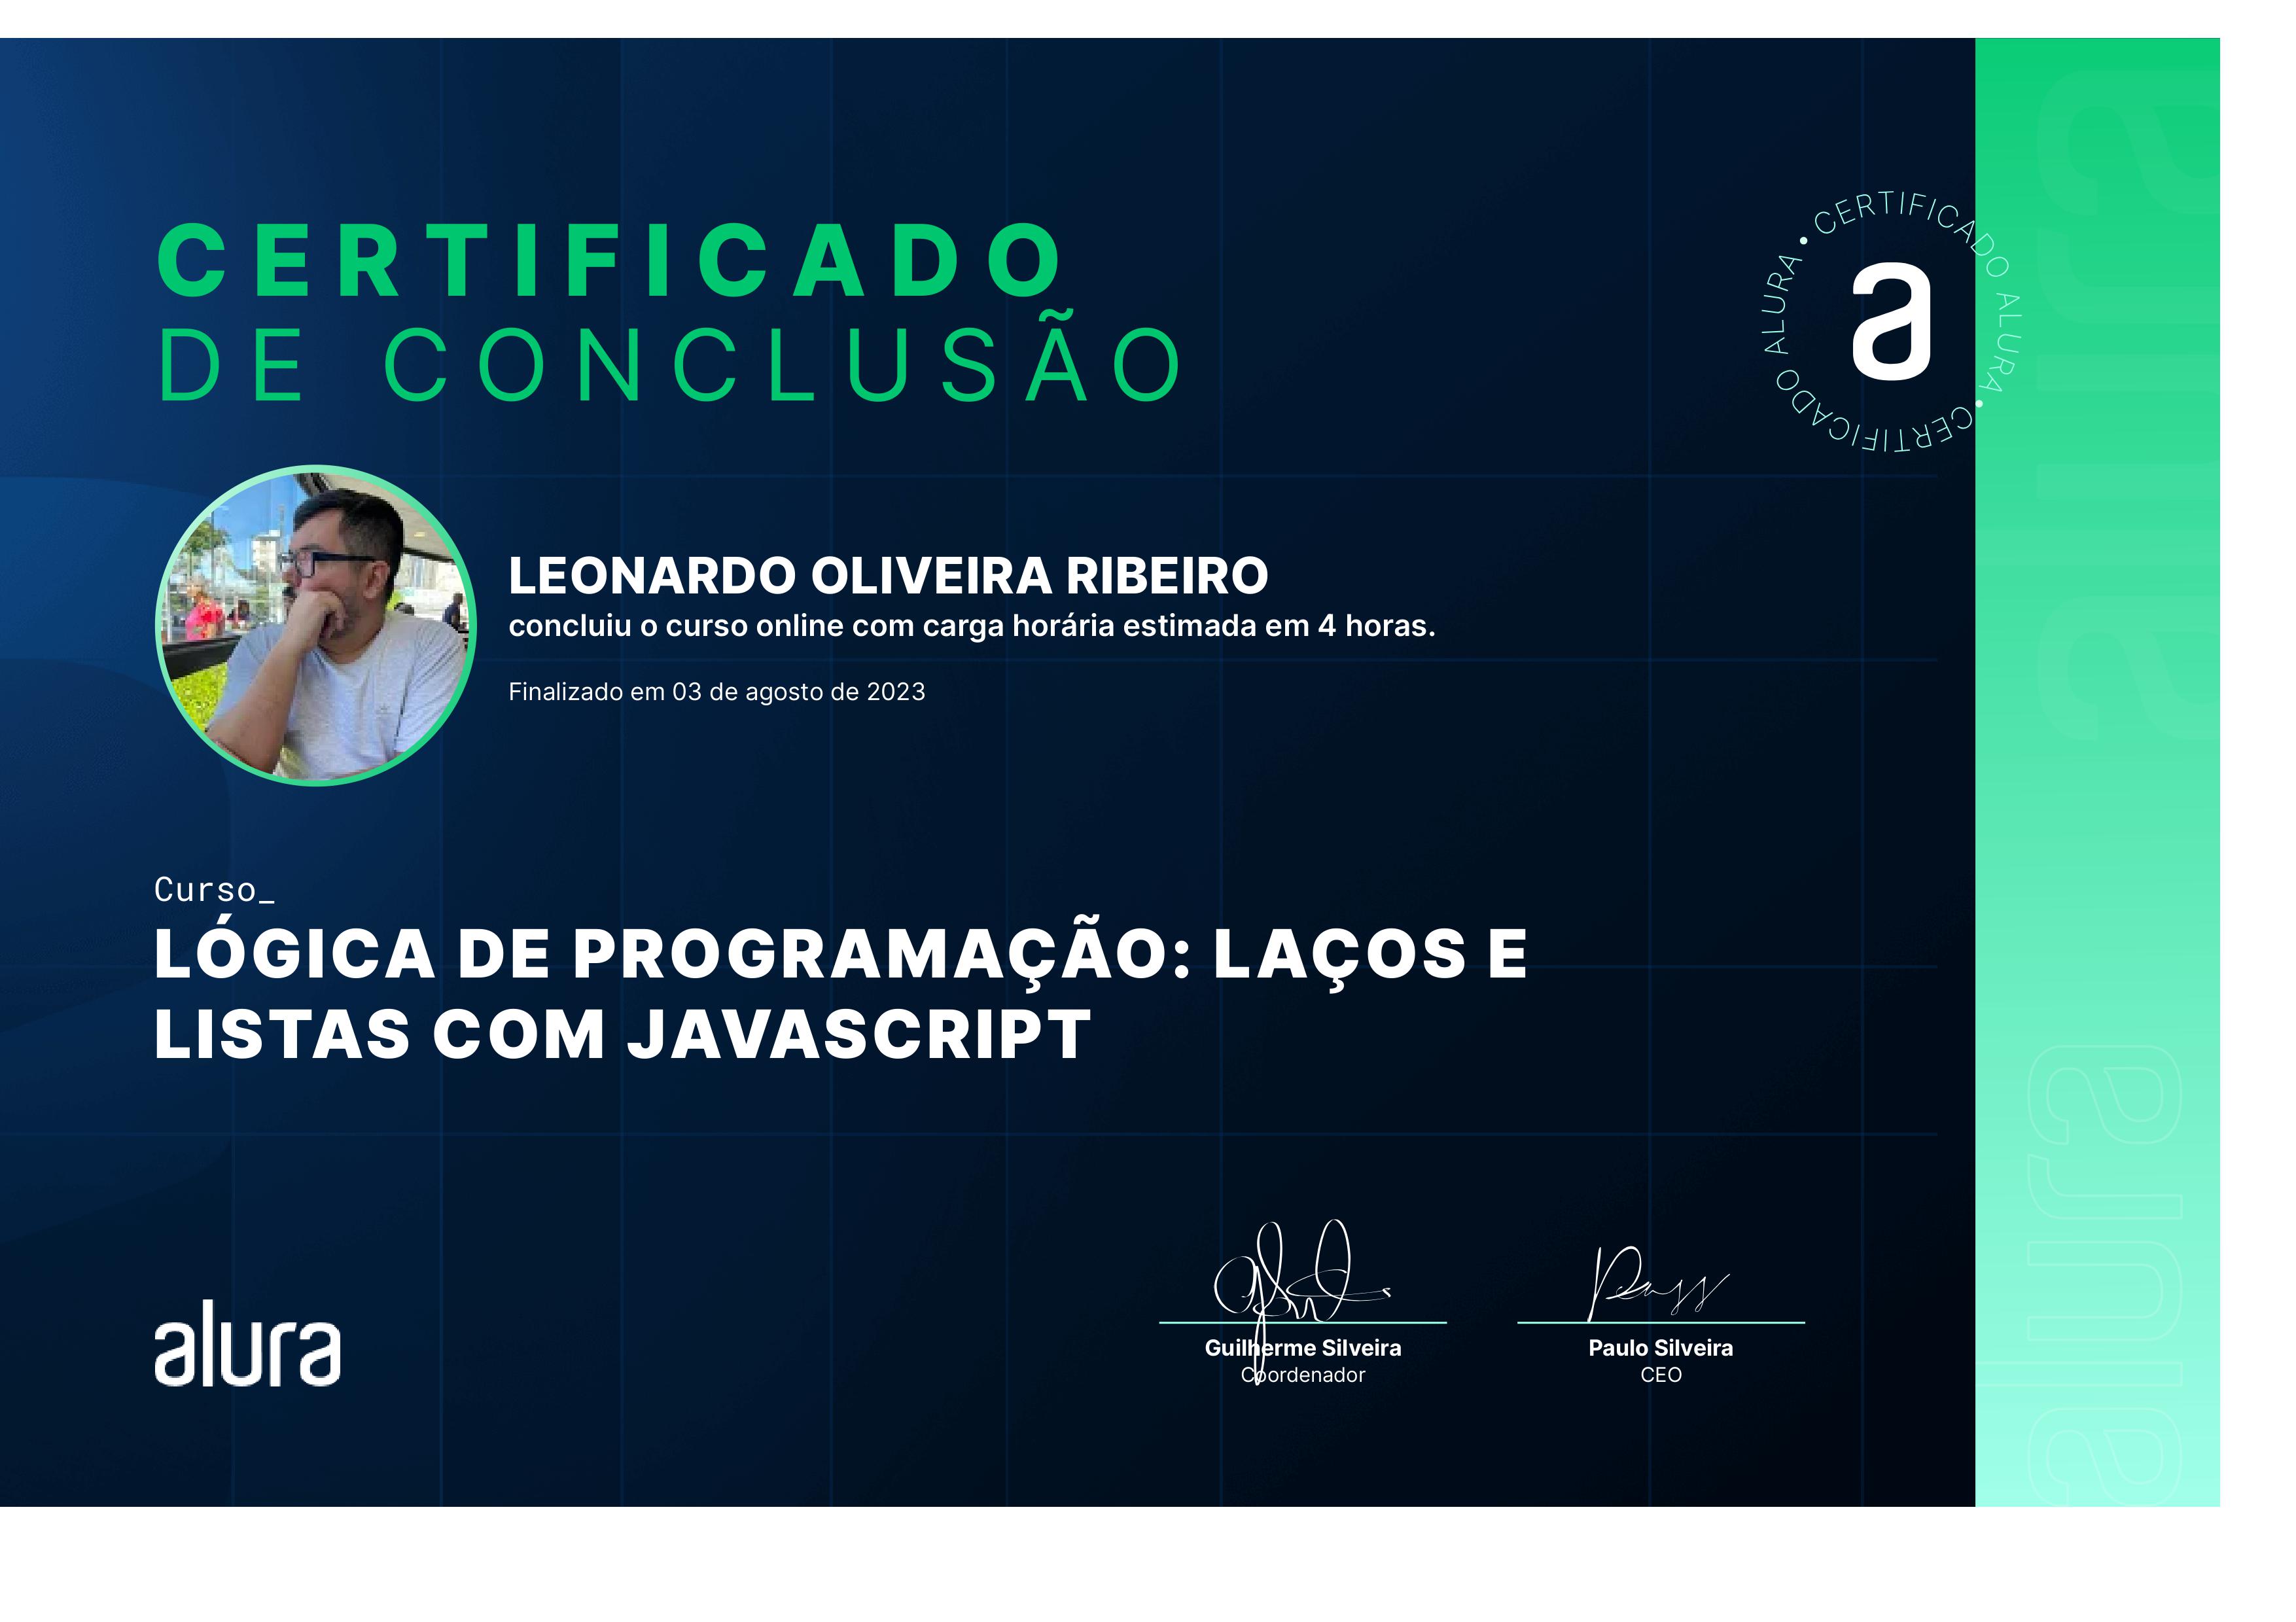 CERTIFICADO
DE CONCLUSÃO
CERTIFICADO ALURA • CERTIFICADO ALURA •
a
LEONARDO OLIVEIRA RIBEIRO
concluiu o curso online com carga horária estimada em 4 horas.
Finalizado em 03 de agosto de 2023
Curso_
LÓGICA DE PROGRAMAÇÃO: LAÇOS E
LISTAS COM JAVASCRIPT
alura
Guilherme Silveira
Coordenador
Paulo Silveira
CEO
alura
alura